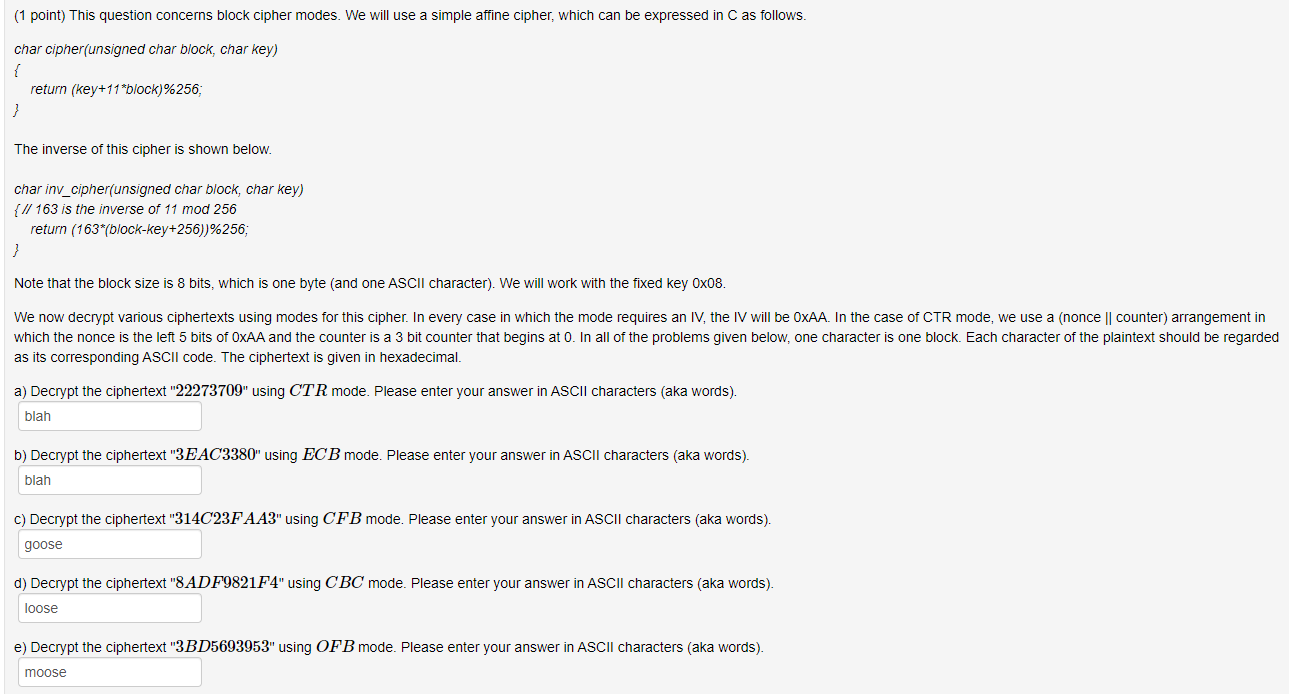 (1 point) This question concerns block cipher modes. We will use a simple affine cipher, which can be expressed in C as follows.
char cipher(unsigned char block, char key)
{
return (key+11*block)%256;
}
The inverse of this cipher is shown below.
char inv_cipher(unsigned char block, char key)
{ // 163 is the inverse of 11 mod 256
return (163*(block-key+256))%256;
}
Note that the block size is 8 bits, which is one byte (and one ASCII character). We will work with the fixed key 0x08.
We now decrypt various ciphertexts using modes for this cipher. In every case in which the mode requires an IV, the IV will be 0xAA. In the case of CTR mode, we use a (nonce || counter) arrangement in
which the nonce is the left 5 bits of 0xAA and the counter is a 3 bit counter that begins at 0. In all of the problems given below, one character is one block. Each character of the plaintext should be regarded
as its corresponding ASCII code. The ciphertext is given in hexadecimal.
a) Decrypt the ciphertext "22273709" using CTR mode. Please enter your answer in ASCII characters (aka words).
blah
b) Decrypt the ciphertext "3EAC3380" using ECB mode. Please enter your answer in ASCII characters (aka words).
blah
c) Decrypt the ciphertext "314C23FAA3" using CFB mode. Please enter your answer in ASCII characters (aka words).
goose
d) Decrypt the ciphertext "8ADF9821F4" using CBC mode. Please enter your answer in ASCII characters (aka words).
loose
e) Decrypt the ciphertext "3BD5693953" using OFB mode. Please enter your answer in ASCII characters (aka words).
moose